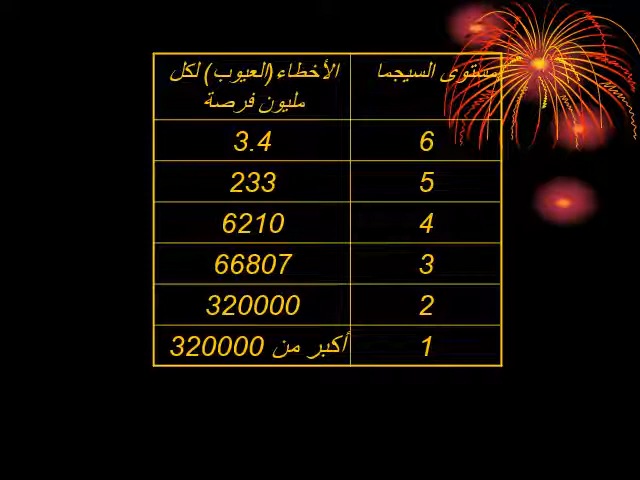 مستوى السيجما
الأخطاء (العيوب) لكل
مليون فرصة
6
3.4
5
233
4
6210
3
66807
2
320000
1
أكبر من 320000